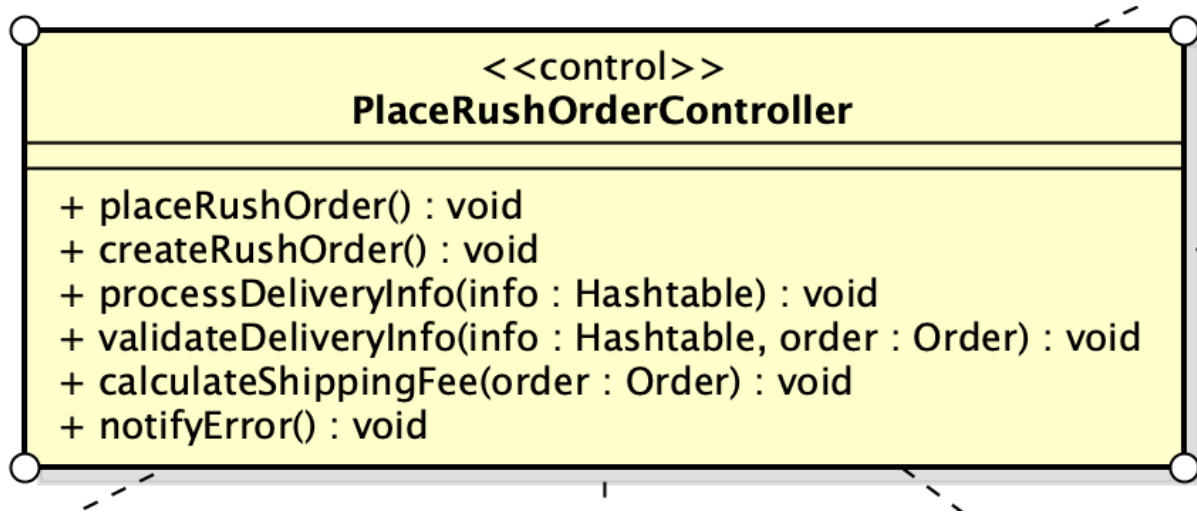 <<control>>
PlaceRushOrderController
+ placeRushOrder() : void
+ createRushOrder() : void
+ processDeliveryInfo(info : Hashtable) : void
+ validateDeliveryInfo(info : Hashtable, order : Order) : void
+ calculateShippingFee(order : Order) : void
+ notifyError() : void